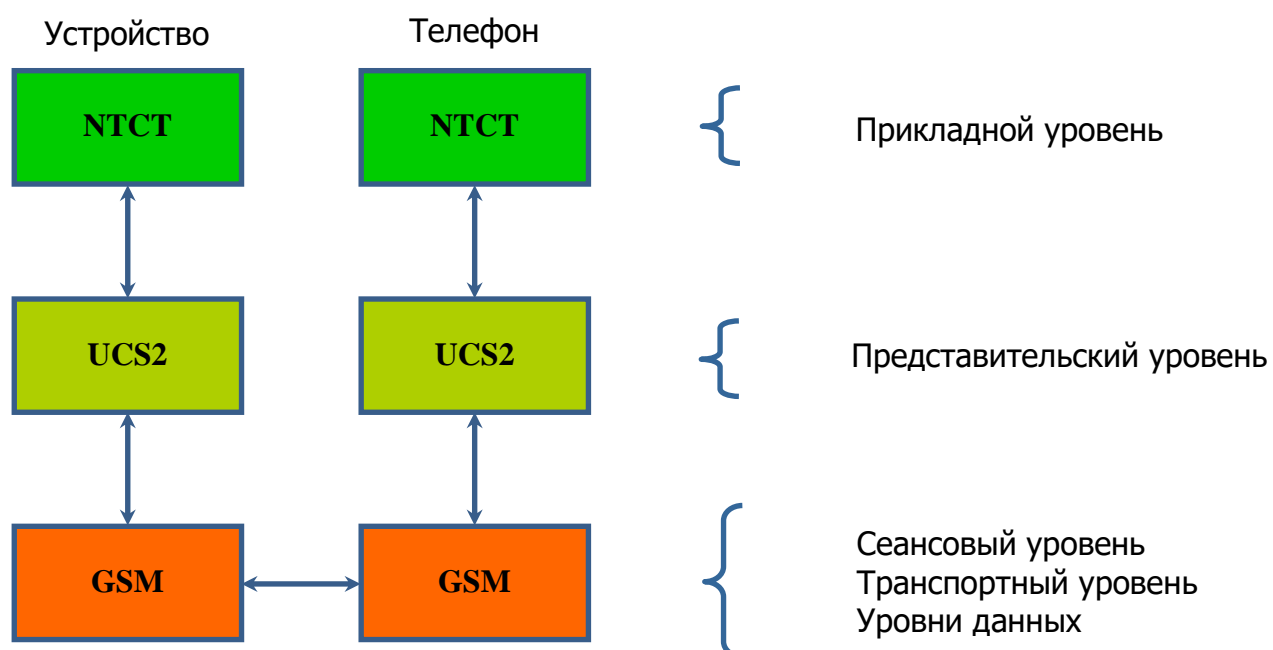 Устройство
Телефон
NTCT
NTCT
Прикладной уровень
UCS2
UCS2
Представительский уровень
GSM
GSM
Сеансовый уровень
Транспортный уровень
Уровни данных